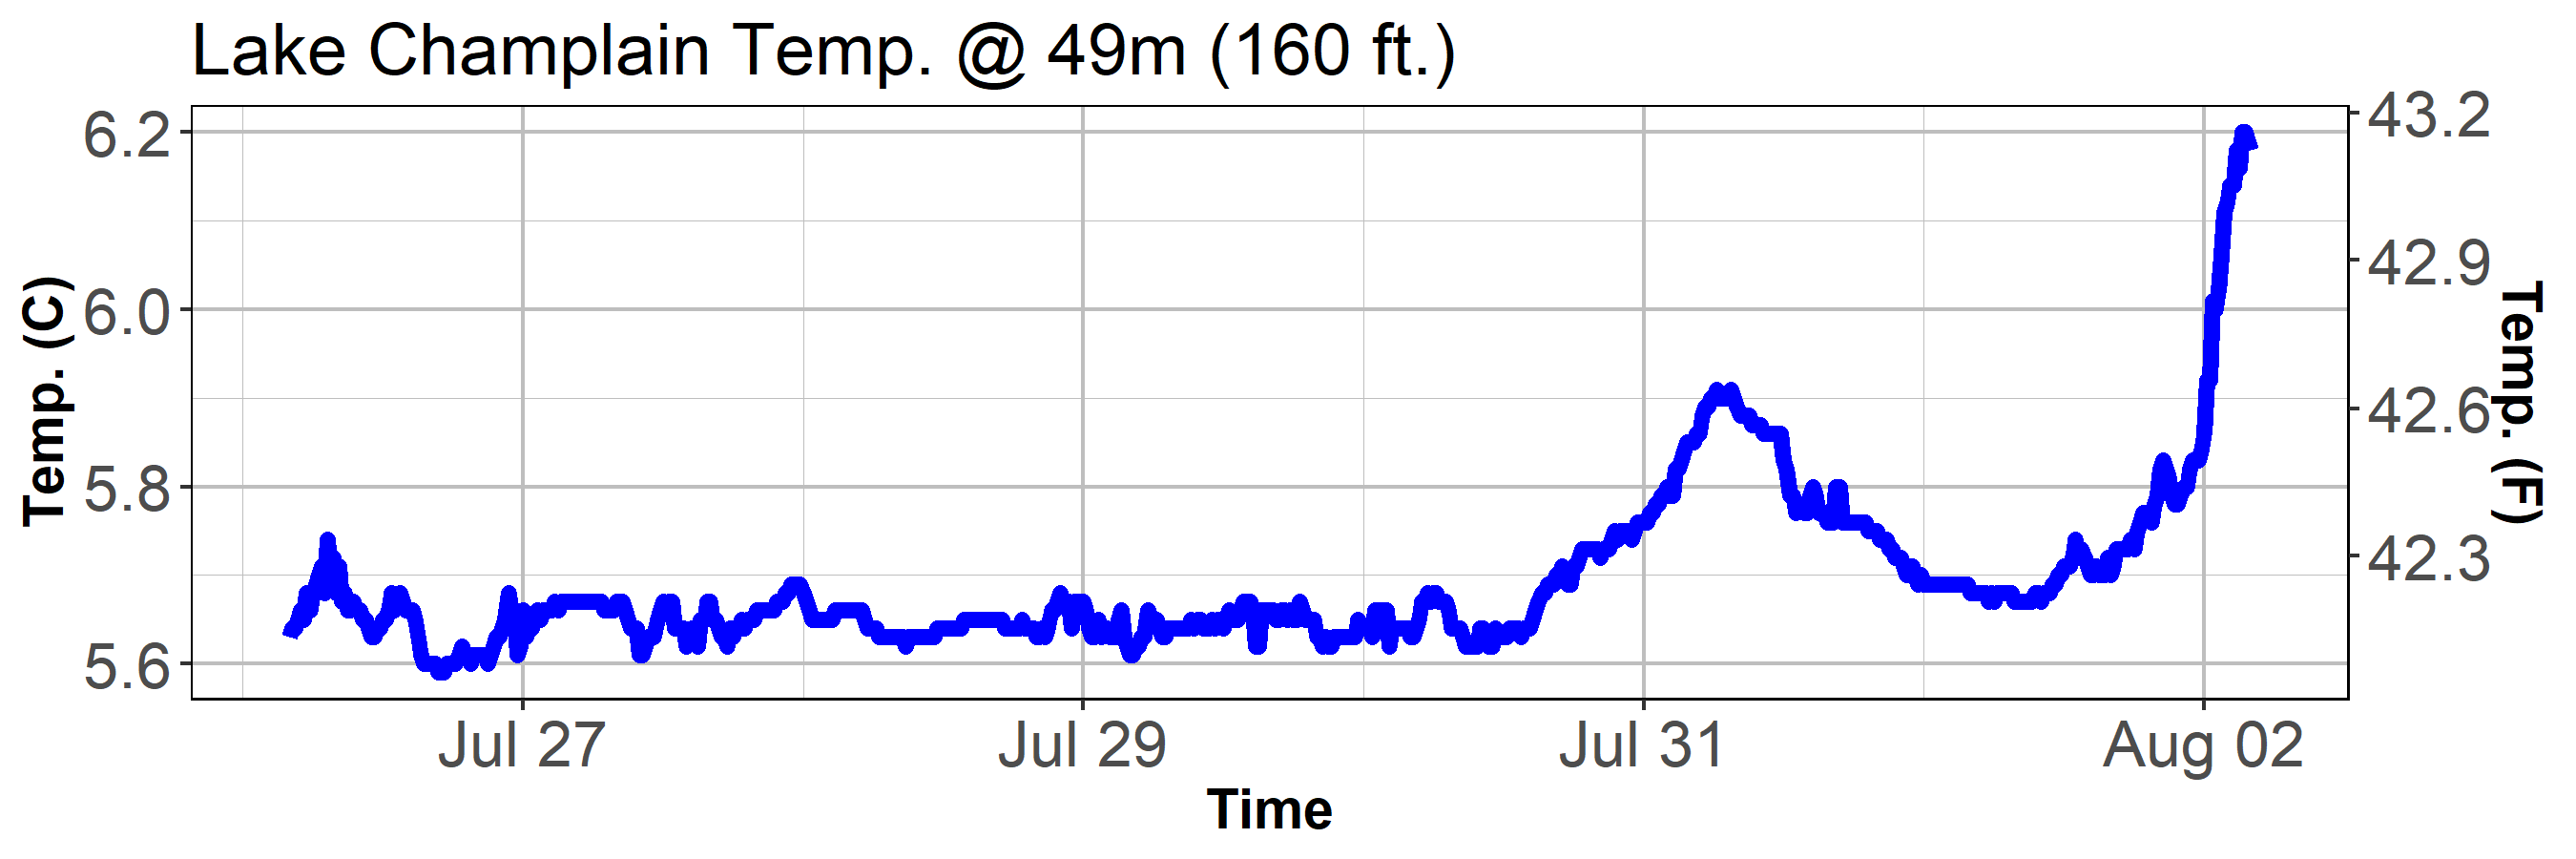 Lake Champlain Temp. @ 49m (160 ft.)
Temp. (C)
6.2
6.0
5.8
5.6
43.2
42.9
42.6
42.3
Temp. (F)
Jul 27 Jul 29 Jul 31 Aug 02
Time